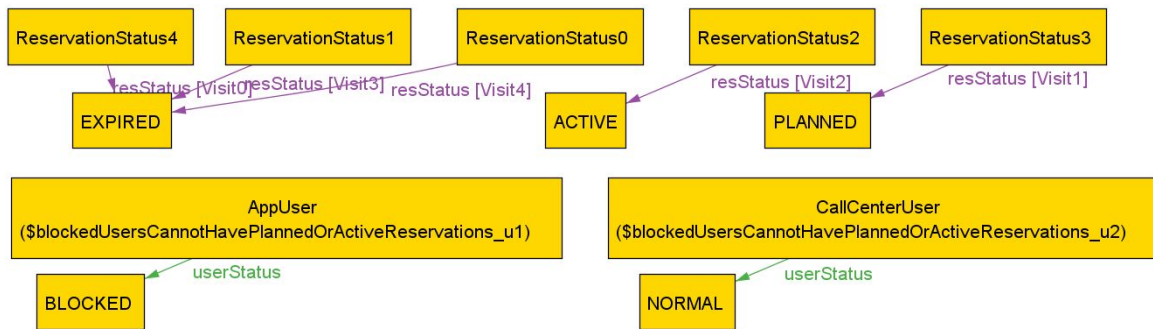 ReservationStatus4
ReservationStatus1
ReservationStatus0
ReservationStatus2
ReservationStatus3
resStatus [Visit0]
resStatus [Visit3]
resStatus [Visit4]
resStatus [Visit2]
resStatus [Visit1]
EXPIRED
ACTIVE
PLANNED
AppUser
($blockedUsersCannotHavePlannedOrActiveReservations_u1)
CallCenterUser
($blockedUsersCannotHavePlannedOrActiveReservations_u2)
userStatus
userStatus
BLOCKED
NORMAL